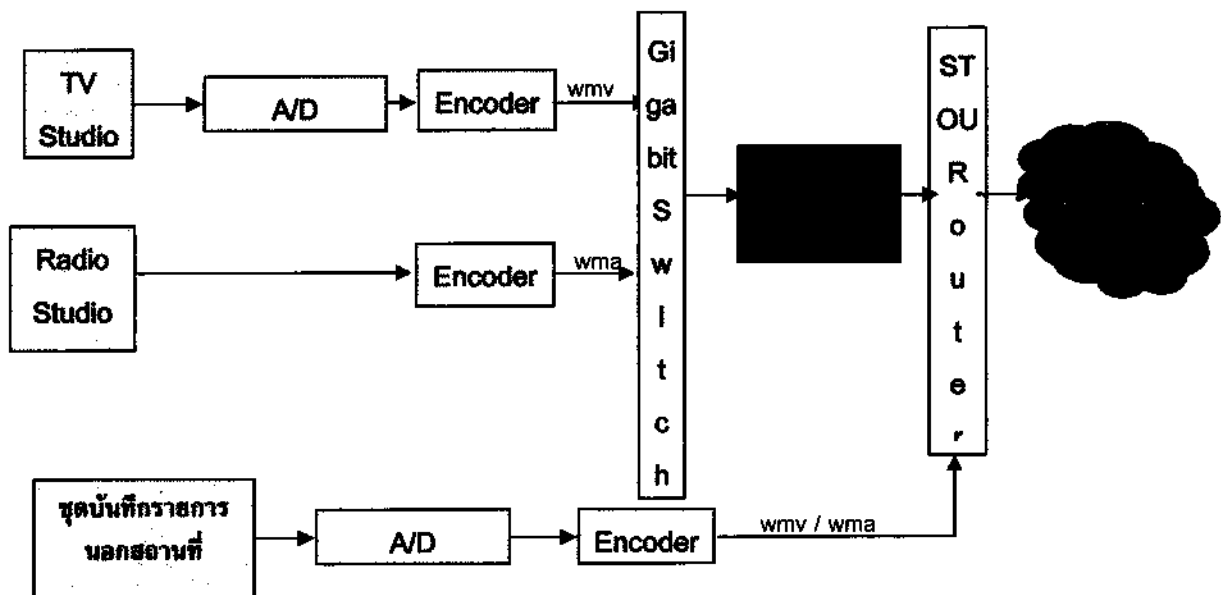 TV
Studio
A/D
Encoder
wmv
Gi
ga
bit
S
w
I
t
c
h
ST
OU
R
o
u
t
e
r
Radio
Studio
Encoder
wma
ชุดบันทึกรายการ
นอกสถานที่
A/D
Encoder
wmv / wma